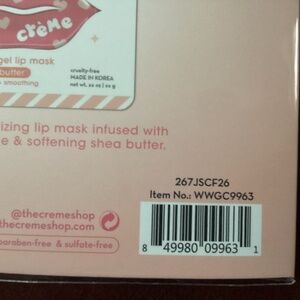 crème
gel lip mask
butter
smoothing
cruelty-free
MADE IN KOREA
izing lip mask infused with
e & softening shea butter.
267JSCF26
Item No.: WWGC9963
@thecremeshop
thecremeshop.com
paraben-free & sulfate-free
8 49980 09963 1